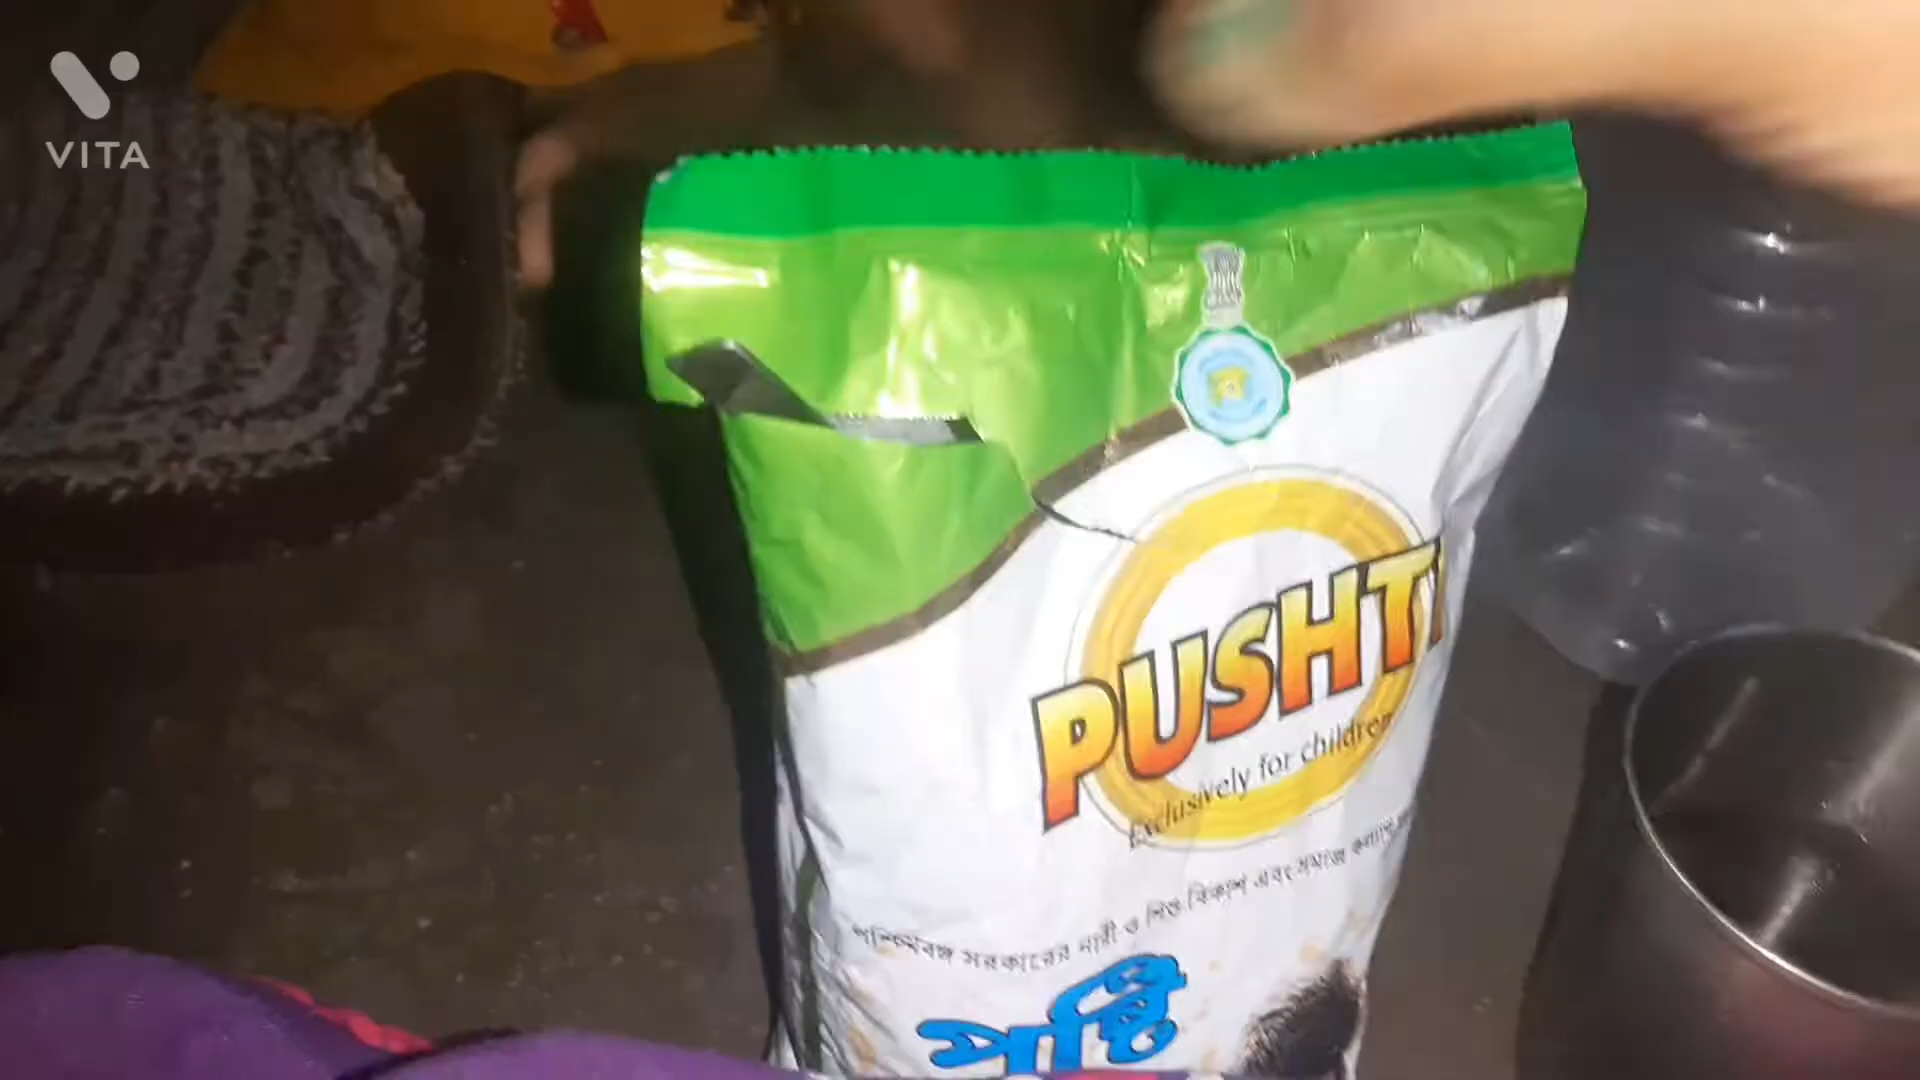 VITA
PUSHTI
Exclusively for children
পশ্চিমবঙ্গ সরকারের নারী ও শিশু বিকাশ এবং সমাজ কল্যাণ
পুষ্টি